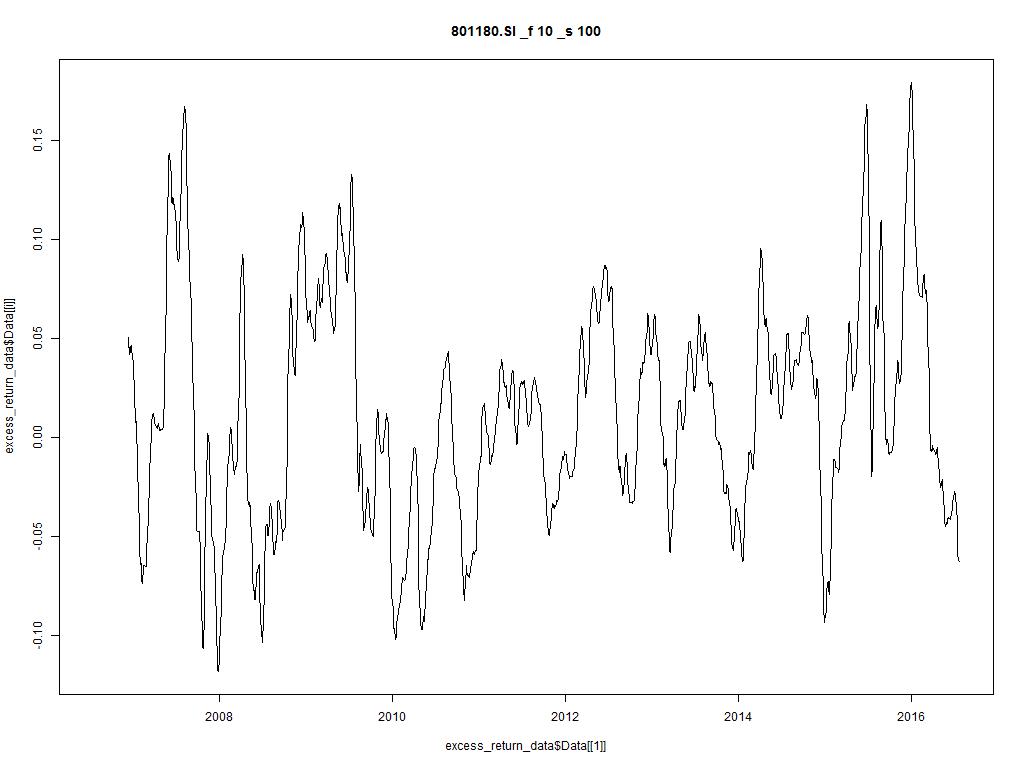 801180.SI _f 10 _s 100
excess_return_data$Data[[i]]
0.15
0.10
0.05
0.00
-0.05
-0.10
2008 2010 2012 2014 2016
excess_return_data$Data[[1]]